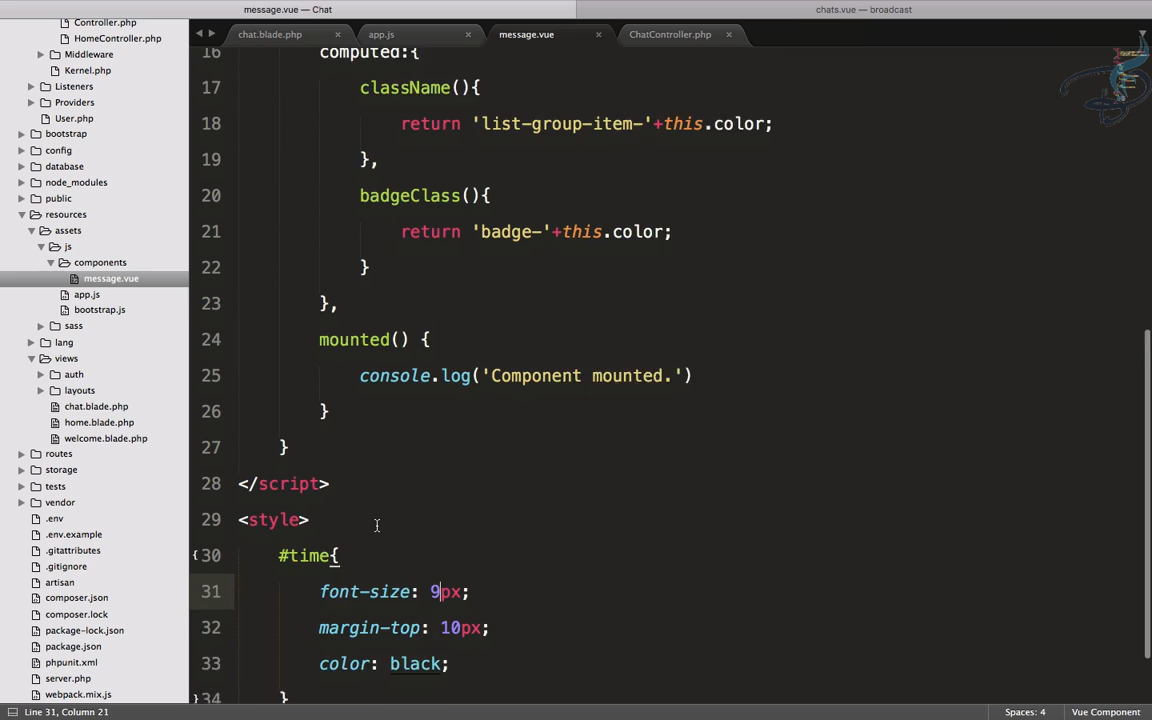 message.vue — Chat
chats.vue — broadcast
chat.blade.php ×
app.js ×
message.vue ×
ChatController.php ×
Controller.php
HomeController.php
Middleware
Kernel.php
Listeners
Providers
User.php
bootstrap
config
database
node_modules
public
resources
assets
js
components
message.vue
app.js
bootstrap.js
sass
lang
views
auth
layouts
chat.blade.php
home.blade.php
welcome.blade.php
routes
storage
tests
vendor
.env
.env.example
.gitattributes
.gitignore
artisan
composer.json
composer.lock
package-lock.json
package.json
phpunit.xml
server.php
webpack.mix.js
16 computed:{
17 className(){
18 return 'list-group-item-'+this.color;
19 },
20 badgeClass(){
21 return 'badge-'+this.color;
22 }
23 },
24 mounted() {
25 console.log('Component mounted.')
26 }
27 }
28 </script>
29 <style>
{ 30 #time{
31 font-size: 9px;
32 margin-top: 10px;
33 color: black;
{ 34 }
Line 31, Column 21
Spaces: 4
Vue Component